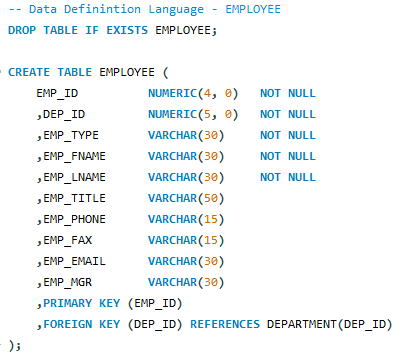 -- Data Definintion Language - EMPLOYEE
DROP TABLE IF EXISTS EMPLOYEE;
CREATE TABLE EMPLOYEE (
EMP_ID NUMERIC(4, 0) NOT NULL
,DEP_ID NUMERIC(5, 0) NOT NULL
,EMP_TYPE VARCHAR(30) NOT NULL
,EMP_FNAME VARCHAR(30) NOT NULL
,EMP_LNAME VARCHAR(30) NOT NULL
,EMP_TITLE VARCHAR(50)
,EMP_PHONE VARCHAR(15)
,EMP_FAX VARCHAR(15)
,EMP_EMAIL VARCHAR(30)
,EMP_MGR VARCHAR(30)
,PRIMARY KEY (EMP_ID)
,FOREIGN KEY (DEP_ID) REFERENCES DEPARTMENT(DEP_ID)
);